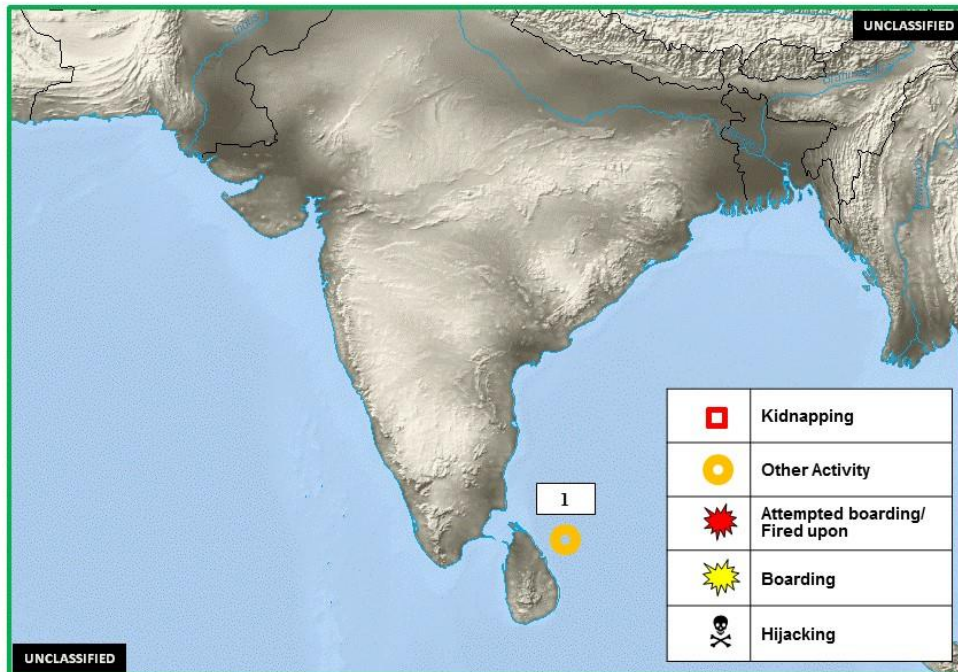 UNCLASSIFIED
1
Kidnapping
Other Activity
Attempted boarding/
Fired upon
Boarding
Hijacking
UNCLASSIFIED